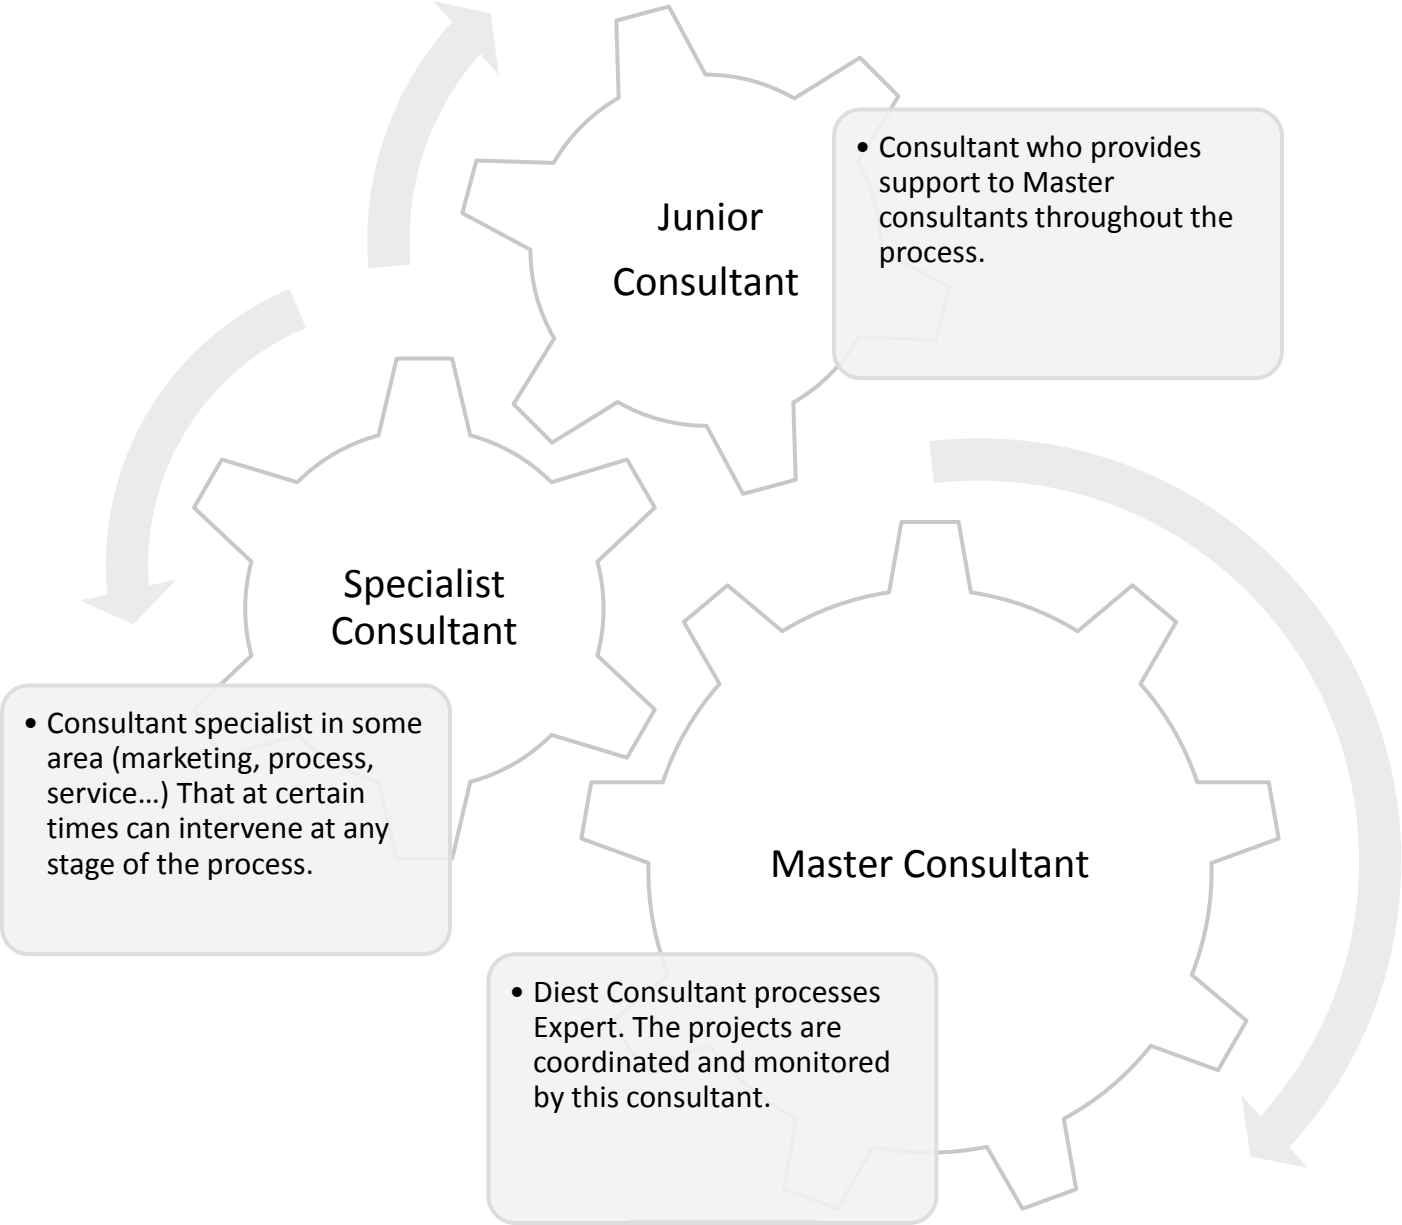 Junior
Consultant
• Consultant who provides
support to Master
consultants throughout the
process.
Specialist
Consultant
• Consultant specialist in some
area (marketing, process,
service...) That at certain
times can intervene at any
stage of the process.
Master Consultant
• Diest Consultant processes
Expert. The projects are
coordinated and monitored
by this consultant.